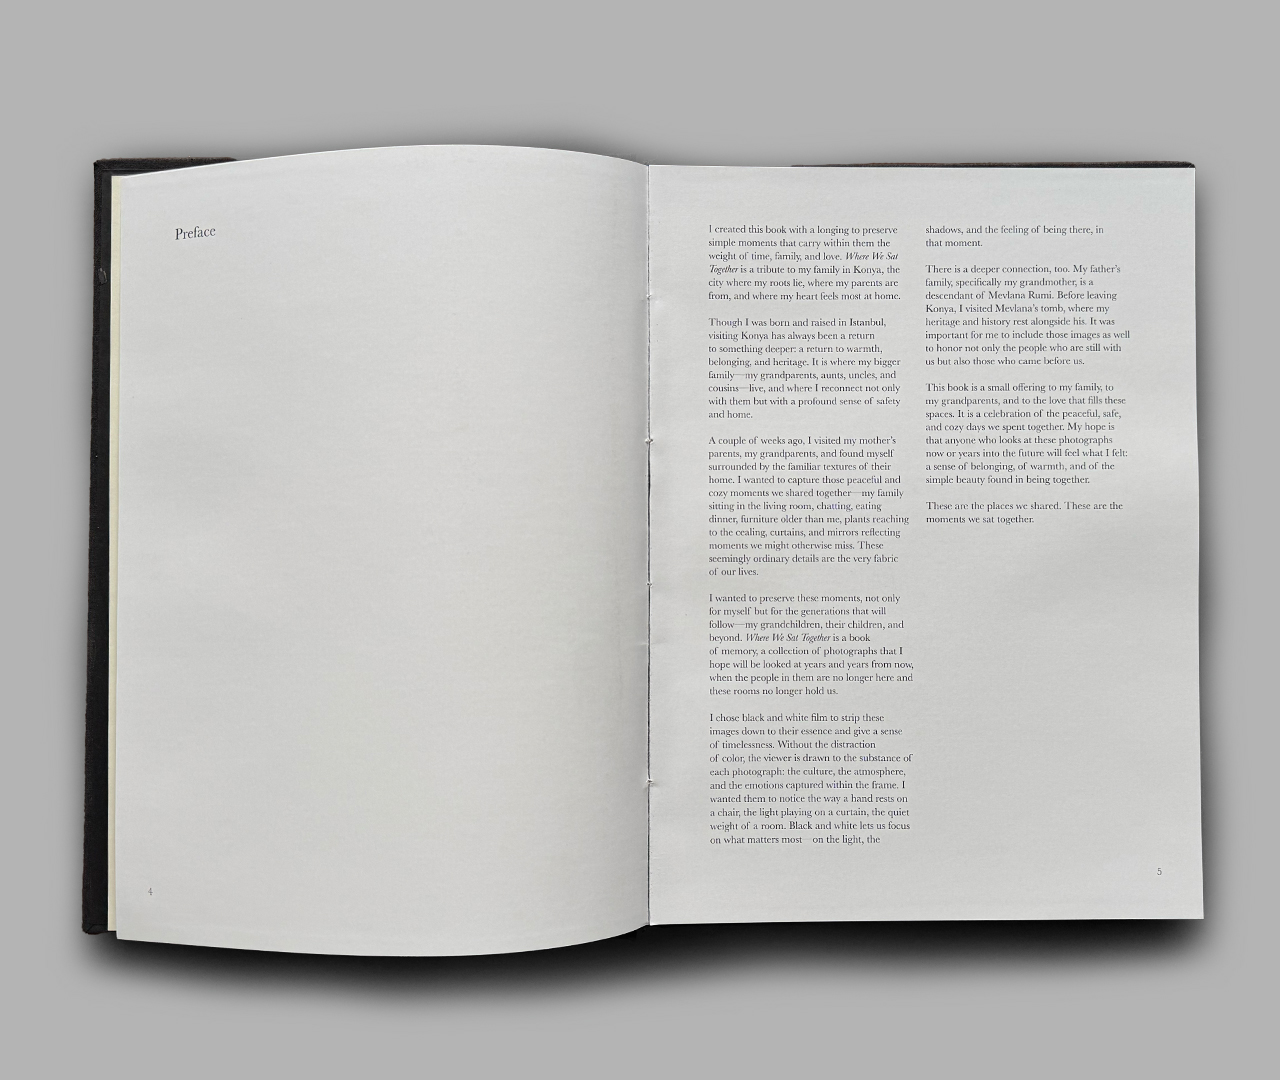 Preface
4
I created this book with a longing to preserve
simple moments that carry within them the
weight of time, family, and love. Where We Sat
Together is a tribute to my family in Konya, the
city where my roots lie, where my parents are
from, and where my heart feels most at home.
Though I was born and raised in Istanbul,
visiting Konya has always been a return
to something deeper: a return to warmth,
belonging, and heritage. It is where my bigger
family—my grandparents, aunts, uncles, and
cousins—live, and where I reconnect not only
with them but with a profound sense of safety
and home.
A couple of weeks ago, I visited my mother's
parents, my grandparents, and found myself
surrounded by the familiar textures of their
home. I wanted to capture those peaceful and
cozy moments we shared together—my family
sitting in the living room, chatting, eating
dinner, furniture older than me, plants reaching
to the cealing, curtains, and mirrors reflecting
moments we might otherwise miss. These
seemingly ordinary details are the very fabric
of our lives.
I wanted to preserve these moments, not only
for myself but for the generations that will
follow—my grandchildren, their children, and
beyond. Where We Sat Together is a book
of memory, a collection of photographs that I
hope will be looked at years and years from now,
when the people in them are no longer here and
these rooms no longer hold us.
I chose black and white film to strip these
images down to their essence and give a sense
of timelessness. Without the distraction
of color, the viewer is drawn to the substance of
each photograph: the culture, the atmosphere,
and the emotions captured within the frame. I
wanted them to notice the way a hand rests on
a chair, the light playing on a curtain, the quiet
weight of a room. Black and white lets us focus
on what matters most—on the light, the
shadows, and the feeling of being there, in
that moment.
There is a deeper connection, too. My father's
family, specifically my grandmother, is a
descendant of Mevlana Rumi. Before leaving
Konya, I visited Mevlana's tomb, where my
heritage and history rest alongside his. It was
important for me to include those images as well
to honor not only the people who are still with
us but also those who came before us.
This book is a small offering to my family, to
my grandparents, and to the love that fills these
spaces. It is a celebration of the peaceful, safe,
and cozy days we spent together. My hope is
that anyone who looks at these photographs
now or years into the future will feel what I felt:
a sense of belonging, of warmth, and of the
simple beauty found in being together.
These are the places we shared. These are the
moments we sat together.
5